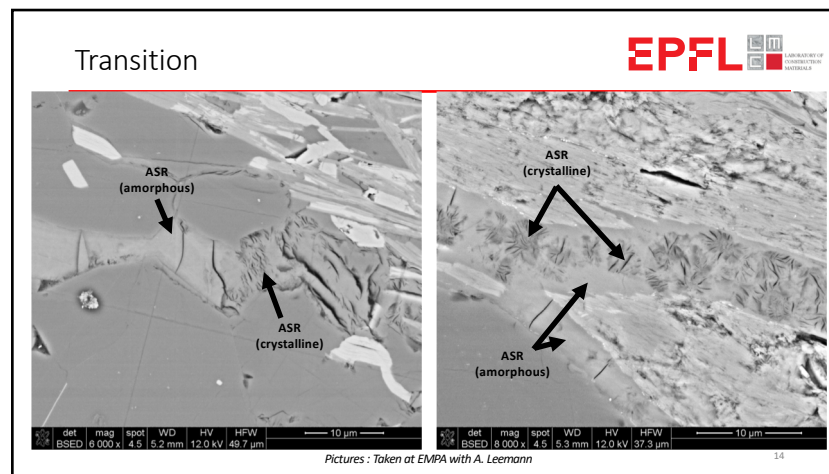 Transition
EPFL
LABORATORY OF
CONSTRUCTION
MATERIALS
ASR
(amorphous)
ASR
(crystalline)
ASR
(crystalline)
ASR
(amorphous)
det mag spot WD HV HFW
BSED 6 000 x 4.5 5.2 mm 12.0 kV 49.7 µm
10 µm
det mag spot WD HV HFW
BSED 8 000 x 4.5 5.3 mm 12.0 kV 37.3 µm
10 µm
Pictures : Taken at EMPA with A. Leemann
14